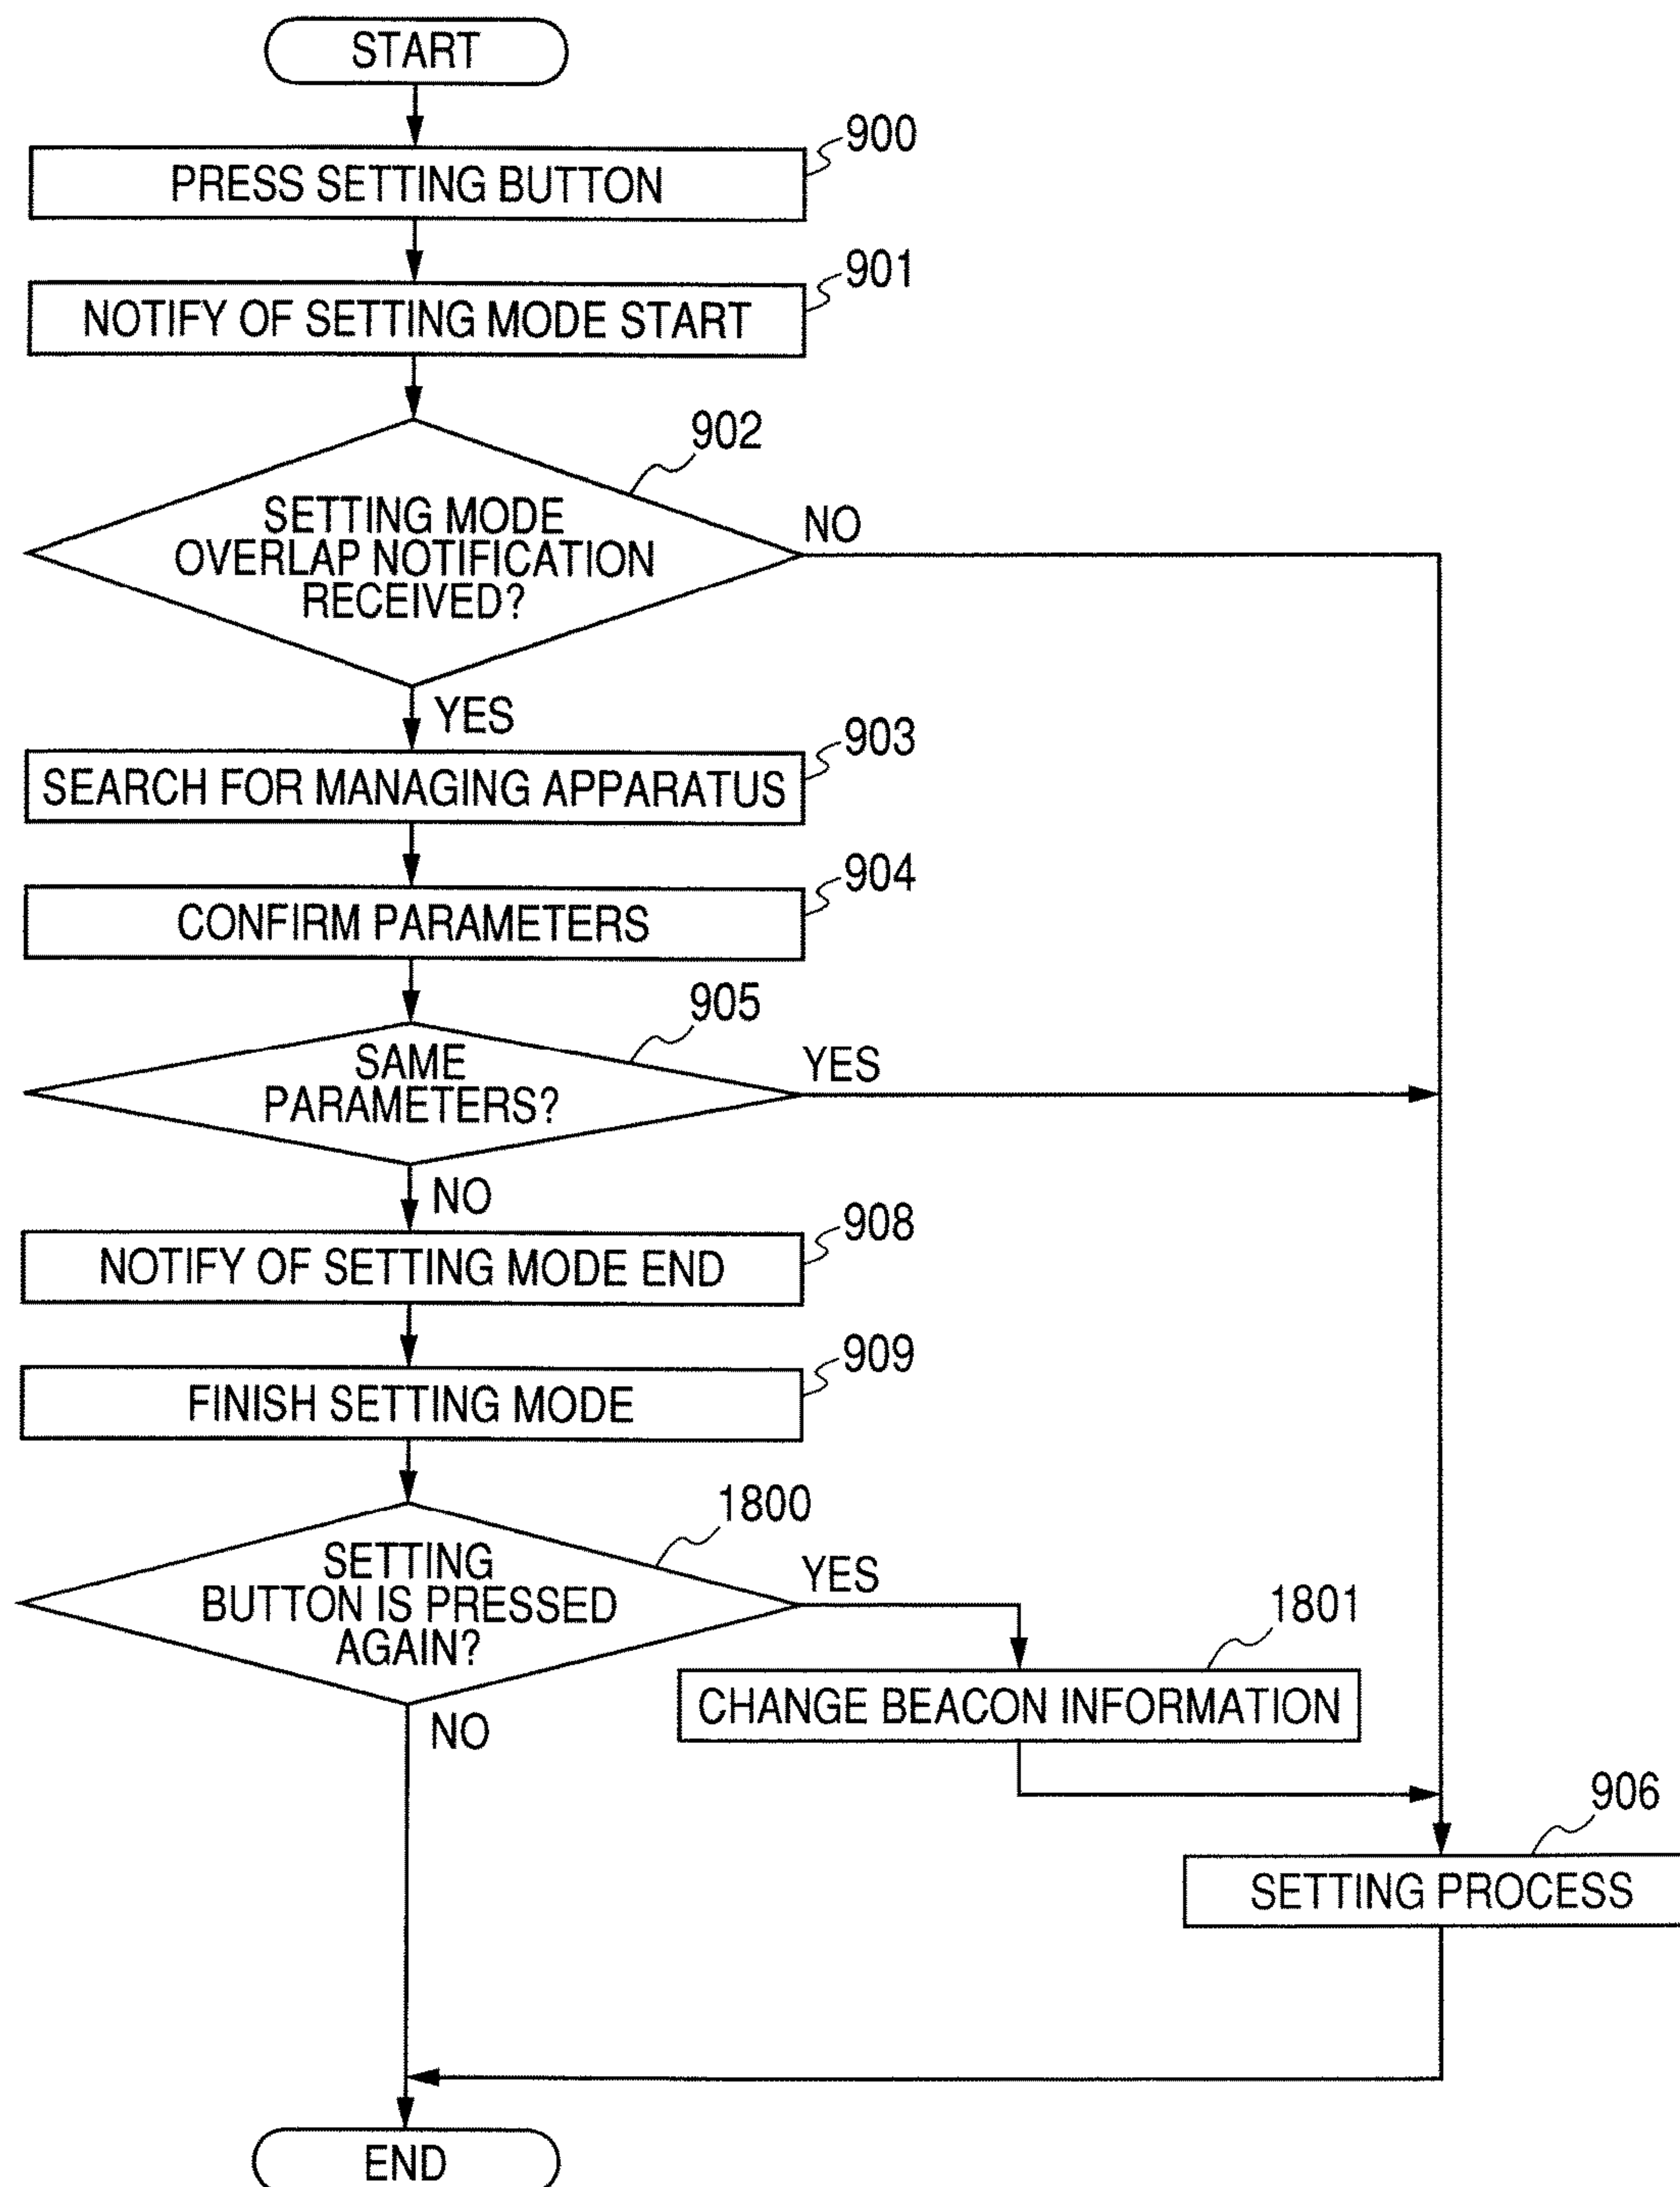 START
900
PRESS SETTING BUTTON
901
NOTIFY OF SETTING MODE START
902
SETTING MODE
OVERLAP NOTIFICATION
RECEIVED?
NO
YES
903
SEARCH FOR MANAGING APPARATUS
904
CONFIRM PARAMETERS
905
SAME
PARAMETERS?
YES
NO
908
NOTIFY OF SETTING MODE END
909
FINISH SETTING MODE
1800
SETTING
BUTTON IS PRESSED
AGAIN?
YES
1801
CHANGE BEACON INFORMATION
NO
906
SETTING PROCESS
END